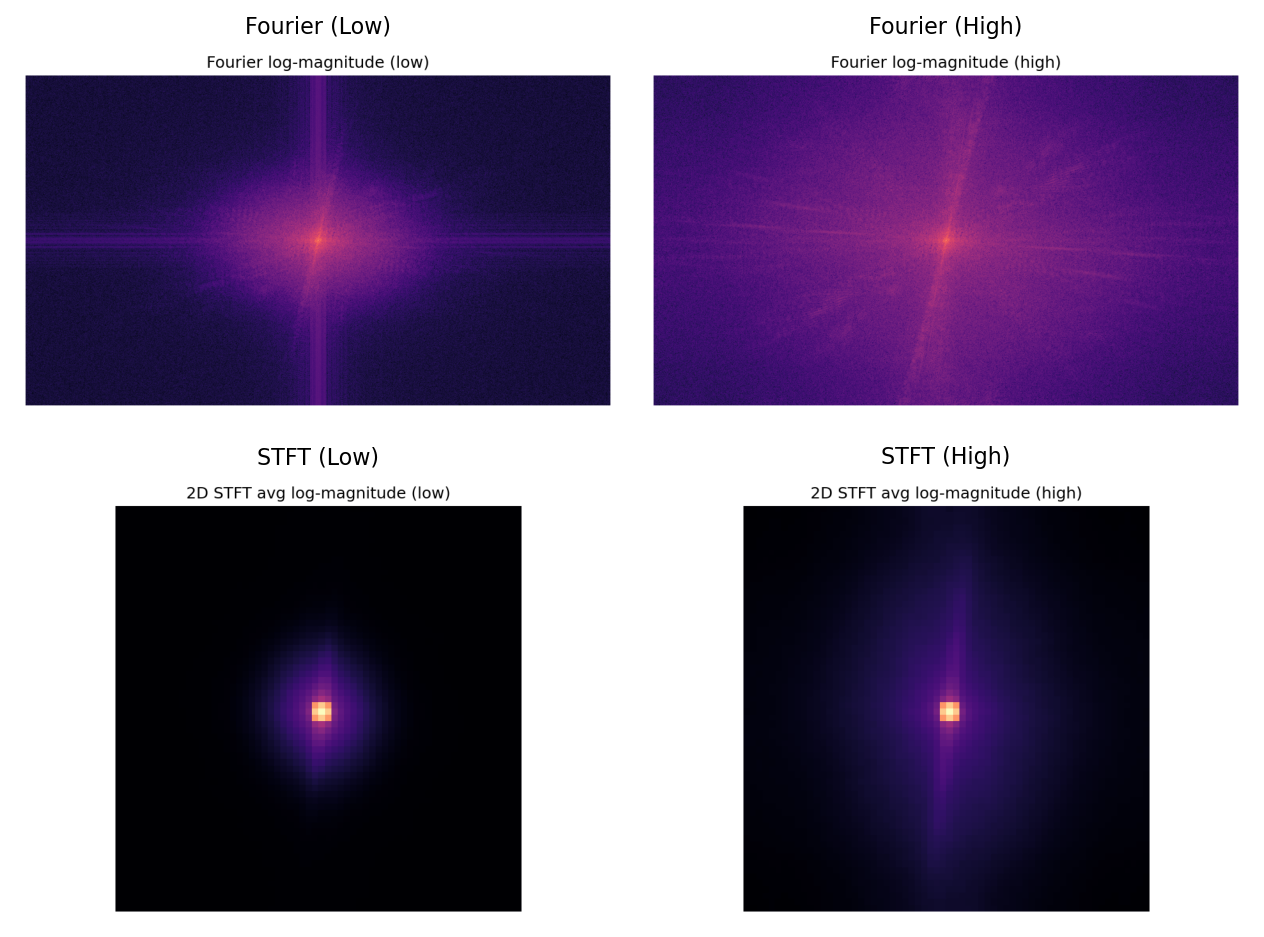 Fourier (Low)
Fourier (High)
Fourier log-magnitude (low)
Fourier log-magnitude (high)
STFT (Low)
STFT (High)
2D STFT avg log-magnitude (low)
2D STFT avg log-magnitude (high)